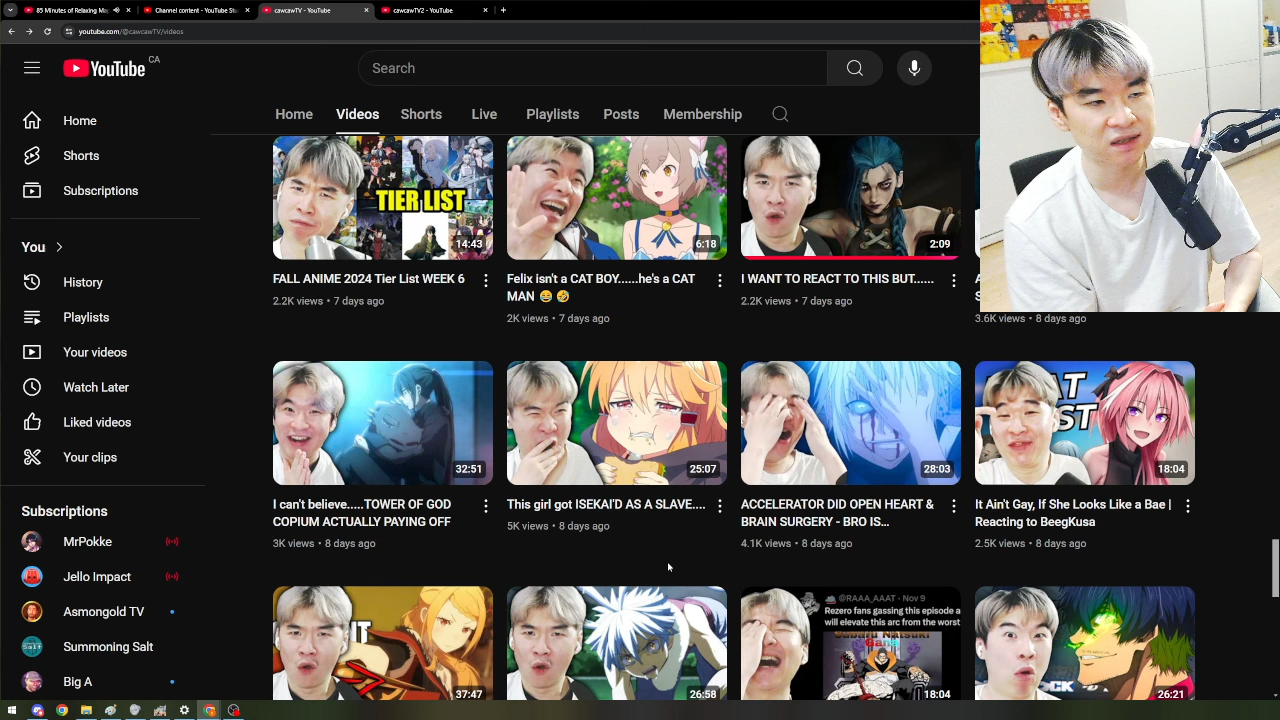 85 Minutes of Relaxing Ma
Channel content - YouTube Stu
cawcawTV - YouTube
cawcawTV2 - YouTube
youtube.com/@cawcawTV/videos
YouTube CA
Search
Home
Videos
Shorts
Live
Playlists
Posts
Membership
Home
Shorts
Subscriptions
You
History
Playlists
Your videos
Watch Later
Liked videos
Your clips
Subscriptions
MrPokke
Jello Impact
Asmongold TV
Summoning Salt
Big A
TIER LIST
14:43
6:18
2:09
FALL ANIME 2024 Tier List WEEK 6
2.2K views • 7 days ago
Felix isn't a CAT BOY......he's a CAT
MAN 😂 🤣
2K views • 7 days ago
I WANT TO REACT TO THIS BUT......
2.2K views • 7 days ago
3.6K views • 8 days ago
32:51
25:07
28:03
18:04
I can't believe.....TOWER OF GOD
COPIUM ACTUALLY PAYING OFF
3K views • 8 days ago
This girl got ISEKAI'D AS A SLAVE....
5K views • 8 days ago
ACCELERATOR DID OPEN HEART &
BRAIN SURGERY - BRO IS...
4.1K views • 8 days ago
It Ain't Gay, If She Looks Like a Bae |
Reacting to BeegKusa
2.5K views • 8 days ago
37:47
26:58
@RAAA_AAAT · Nov 9
Rezero fans gassing this episode a
will elevate this arc from the worst
Subaru Natsuki
Gang
18:04
26:21